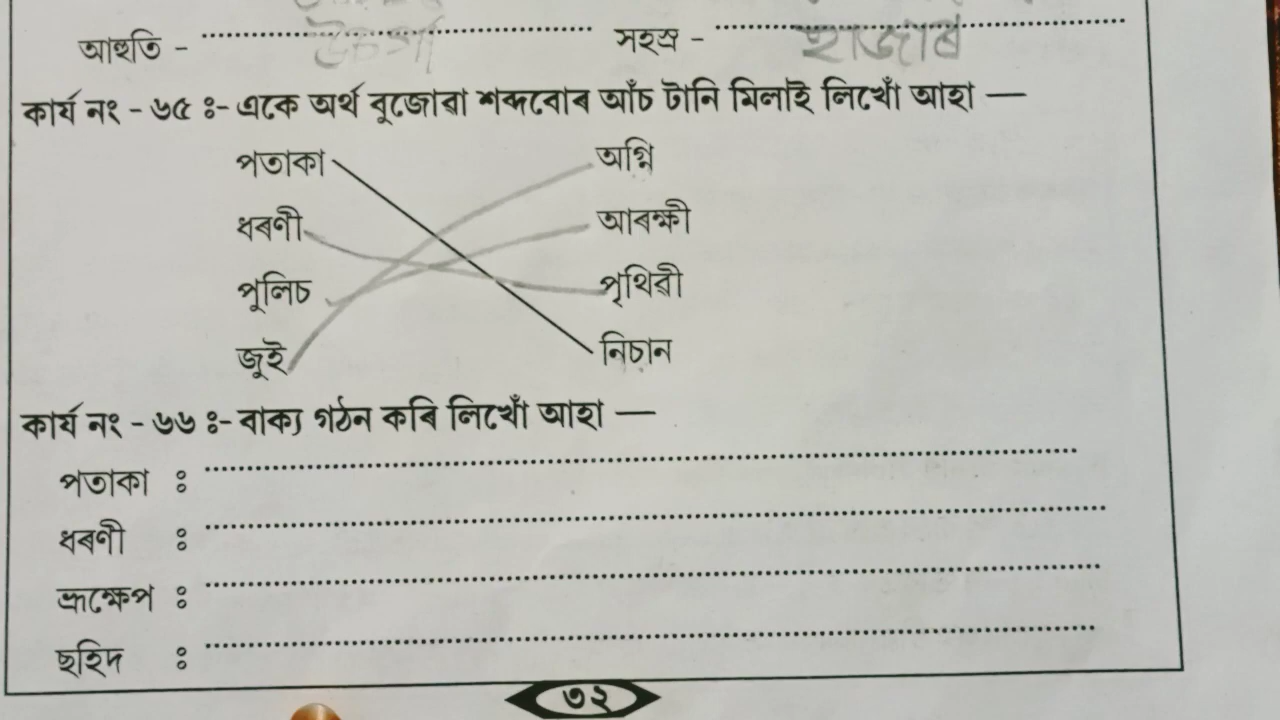 আহুতি - উচৰ্গা সহস্ৰ - হাজাৰ
কাৰ্য নং - ৬৫ ঃ- একে অৰ্থ বুজোৱা শব্দবোৰ আঁচ টানি মিলাই লিখোঁ আহা —
পতাকা অগ্নি
ধৰণী আৰক্ষী
পুলিচ পৃথিৱী
জুই নিচান
কাৰ্য নং - ৬৬ ঃ- বাক্য গঠন কৰি লিখোঁ আহা —
পতাকা ঃ
ধৰণী ঃ
ভ্ৰূক্ষেপ ঃ
ছহিদ ঃ
৩২